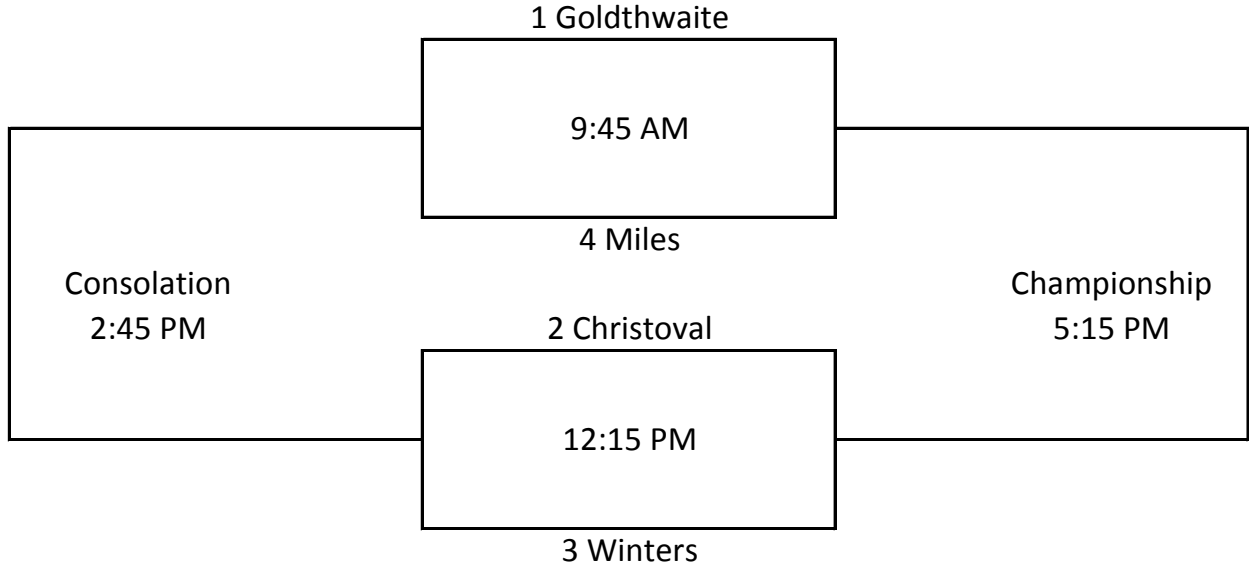 1 Goldthwaite
9:45 AM
4 Miles
Consolation
2:45 PM
Championship
5:15 PM
2 Christoval
12:15 PM
3 Winters